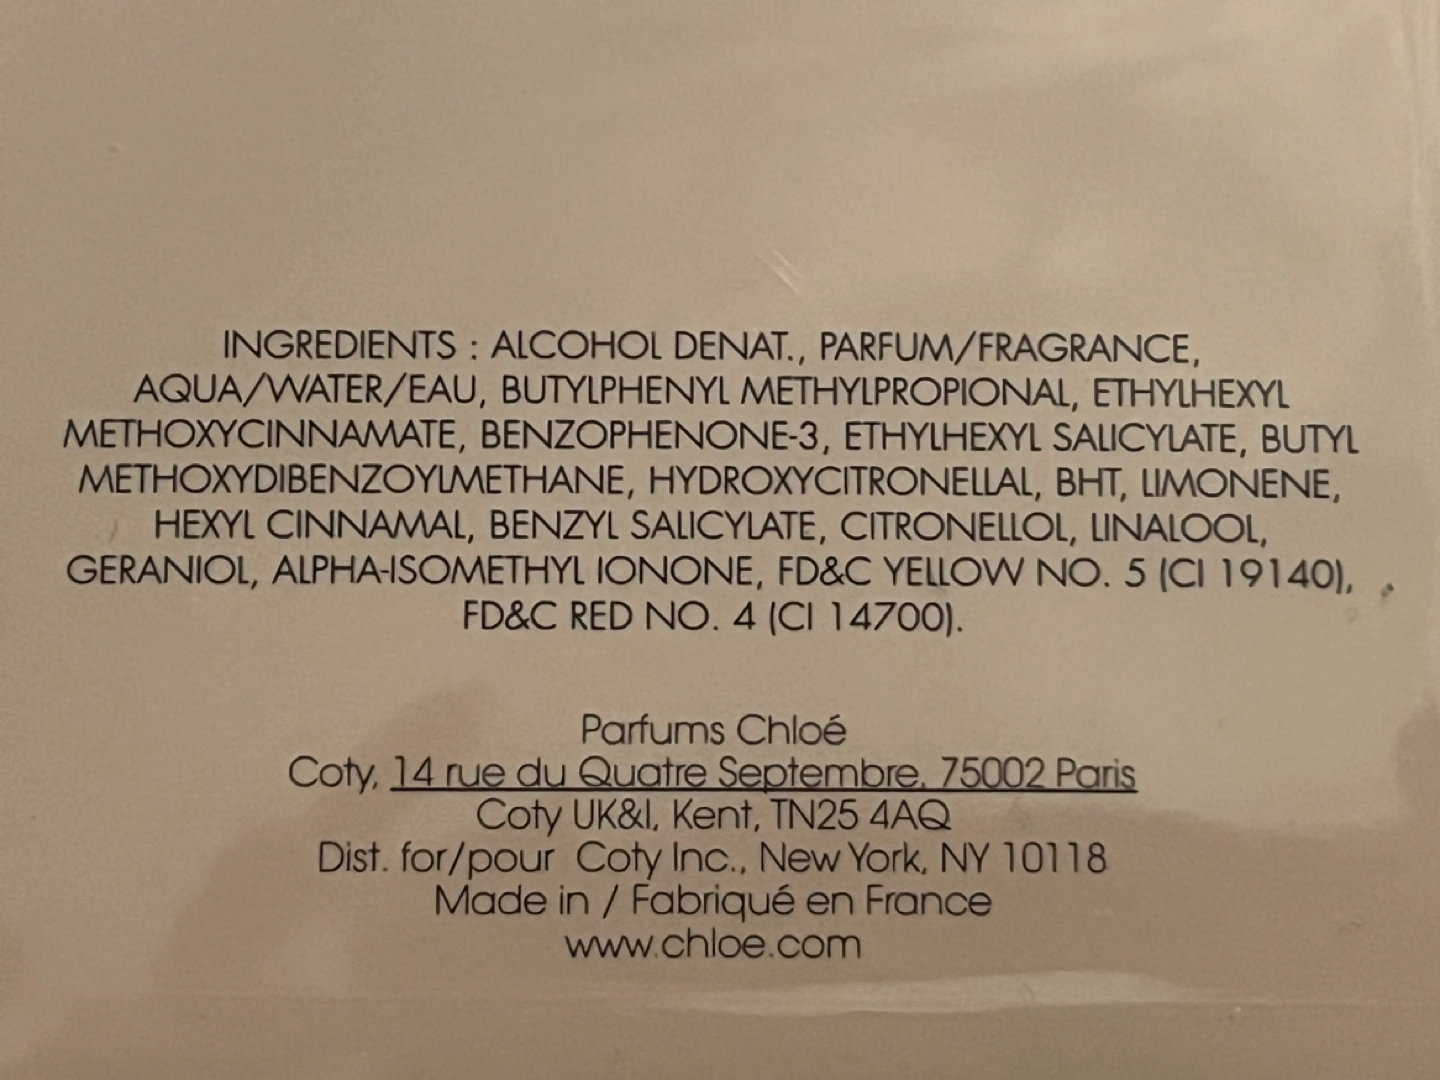 INGREDIENTS : ALCOHOL DENAT., PARFUM/FRAGRANCE,
AQUA/WATER/EAU, BUTYLPHENYL METHYLPROPIONAL, ETHYLHEXYL
METHOXYCINNAMATE, BENZOPHENONE-3, ETHYLHEXYL SALICYLATE, BUTYL
METHOXYDIBENZOYLMETHANE, HYDROXYCITRONELLAL, BHT, LIMONENE,
HEXYL CINNAMAL, BENZYL SALICYLATE, CITRONELLOL, LINALOOL,
GERANIOL, ALPHA-ISOMETHYL IONONE, FD&C YELLOW NO. 5 (CI 19140),
FD&C RED NO. 4 (CI 14700).
Parfums Chloé
Coty, 14 rue du Quatre Septembre, 75002 Paris
Coty UK&I, Kent, TN25 4AQ
Dist. for/pour Coty Inc., New York, NY 10118
Made in / Fabriqué en France
www.chloe.com